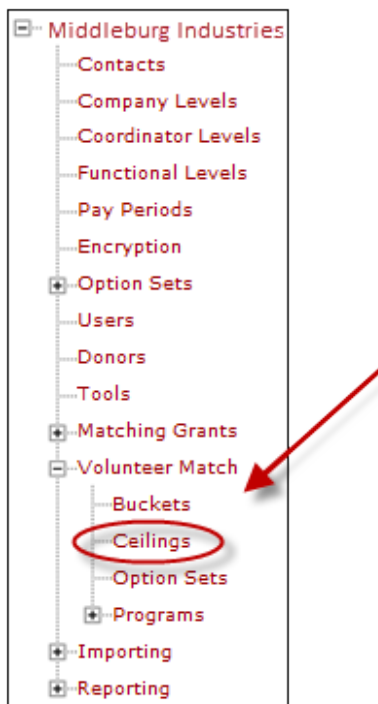 Middleburg Industries
Contacts
Company Levels
Coordinator Levels
Functional Levels
Pay Periods
Encryption
Option Sets
Users
Donors
Tools
Matching Grants
Volunteer Match
Buckets
Ceilings
Option Sets
Programs
Importing
Reporting